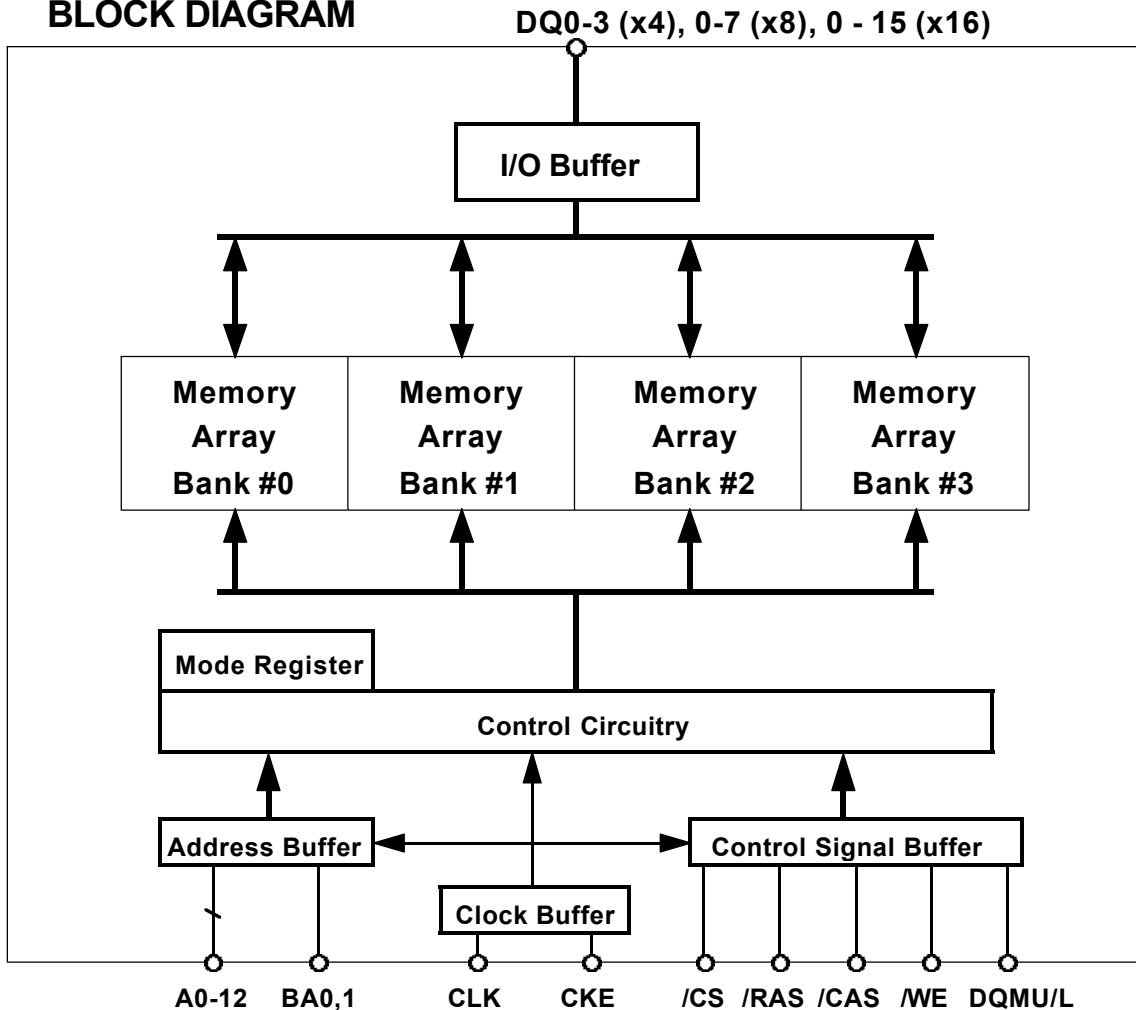 BLOCK DIAGRAM
DQ0-3 (x4), 0-7 (x8), 0 - 15 (x16)
I/O Buffer
Memory Array Bank #0
Memory Array Bank #1
Memory Array Bank #2
Memory Array Bank #3
Mode Register
Control Circuitry
Address Buffer
Control Signal Buffer
Clock Buffer
A0-12 BA0,1 CLK CKE /CS /RAS /CAS /WE DQMU/L